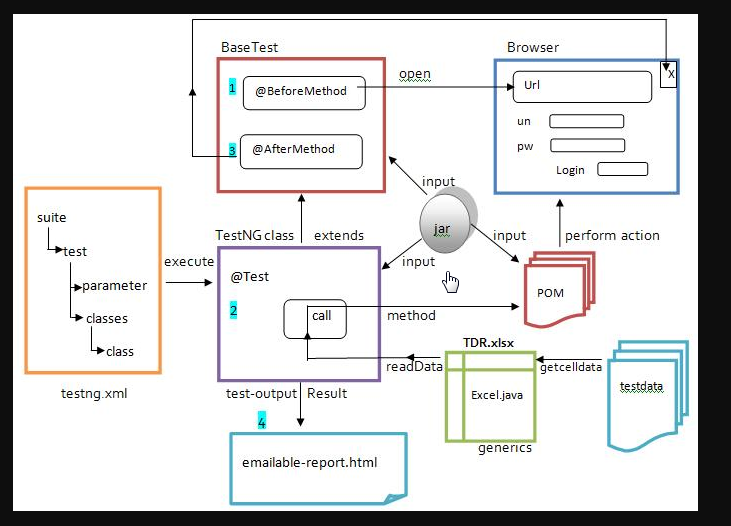 BaseTest
Browser
1
@BeforeMethod
open
Url
X
un
pw
Login
3
@AfterMethod
input
jar
input
input
suite
test
parameter
classes
class
testng.xml
execute
TestNG class
extends
@Test
2
call
method
perform action
POM
TDR.xlsx
readData
getcelldata
Excel.java
generics
testdata
test-output
Result
4
emailable-report.html